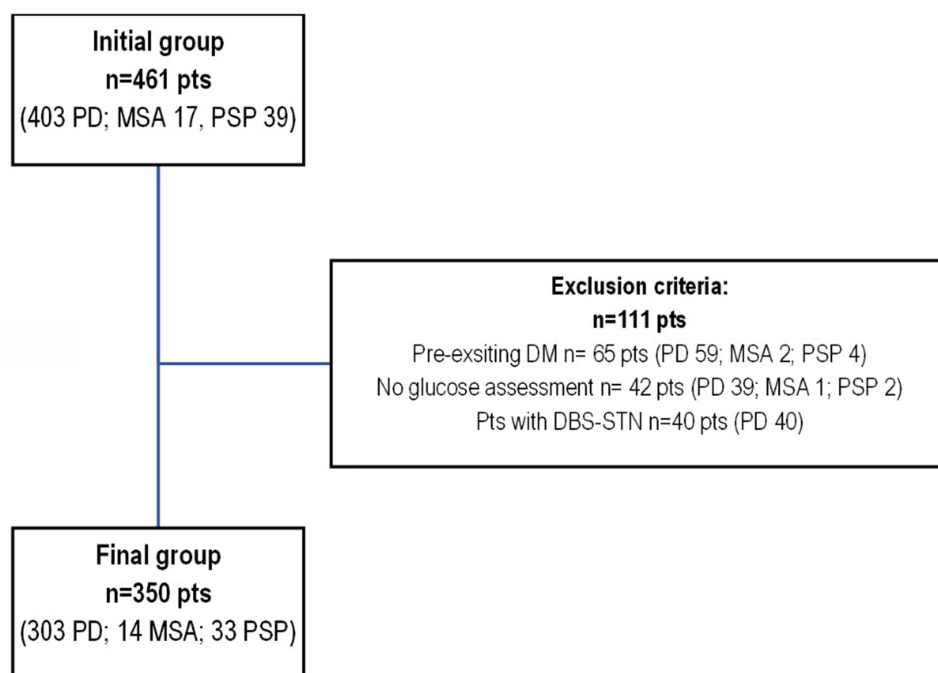 Initial group
n=461 pts
(403 PD; MSA 17, PSP 39)
Exclusion criteria:
n=111 pts
Pre-exsiting DM n= 65 pts (PD 59; MSA 2; PSP 4)
No glucose assessment n= 42 pts (PD 39; MSA 1; PSP 2)
Pts with DBS-STN n=40 pts (PD 40)
Final group
n=350 pts
(303 PD; 14 MSA; 33 PSP)